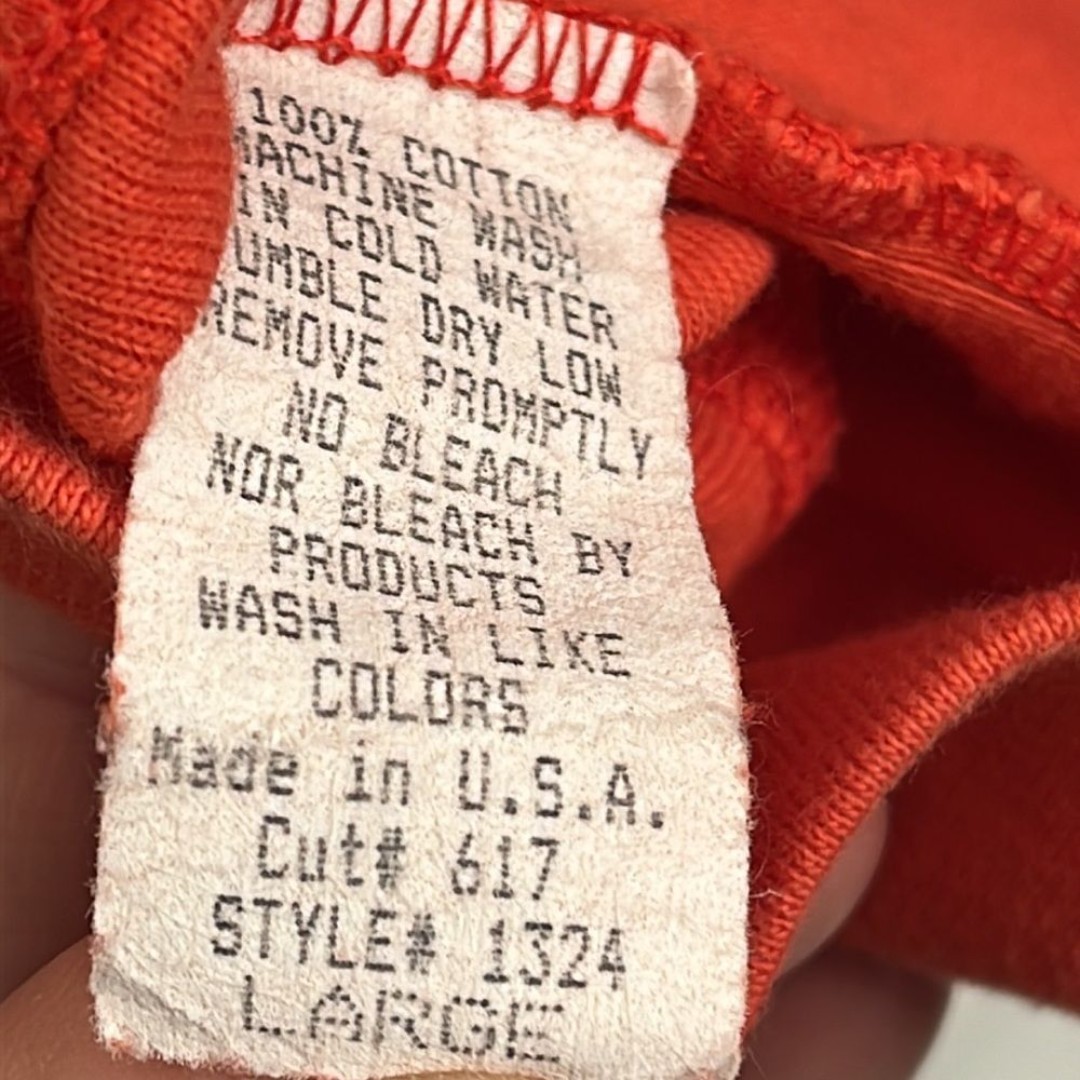 100% COTTON
MACHINE WASH
IN COLD WATER
UMBLE DRY LOW
REMOVE PROMPTLY
NO BLEACH
NOR BLEACH BY
PRODUCTS
WASH IN LIKE
COLORS
Made in U.S.A.
Cut# 617
STYLE# 1324
LARGE